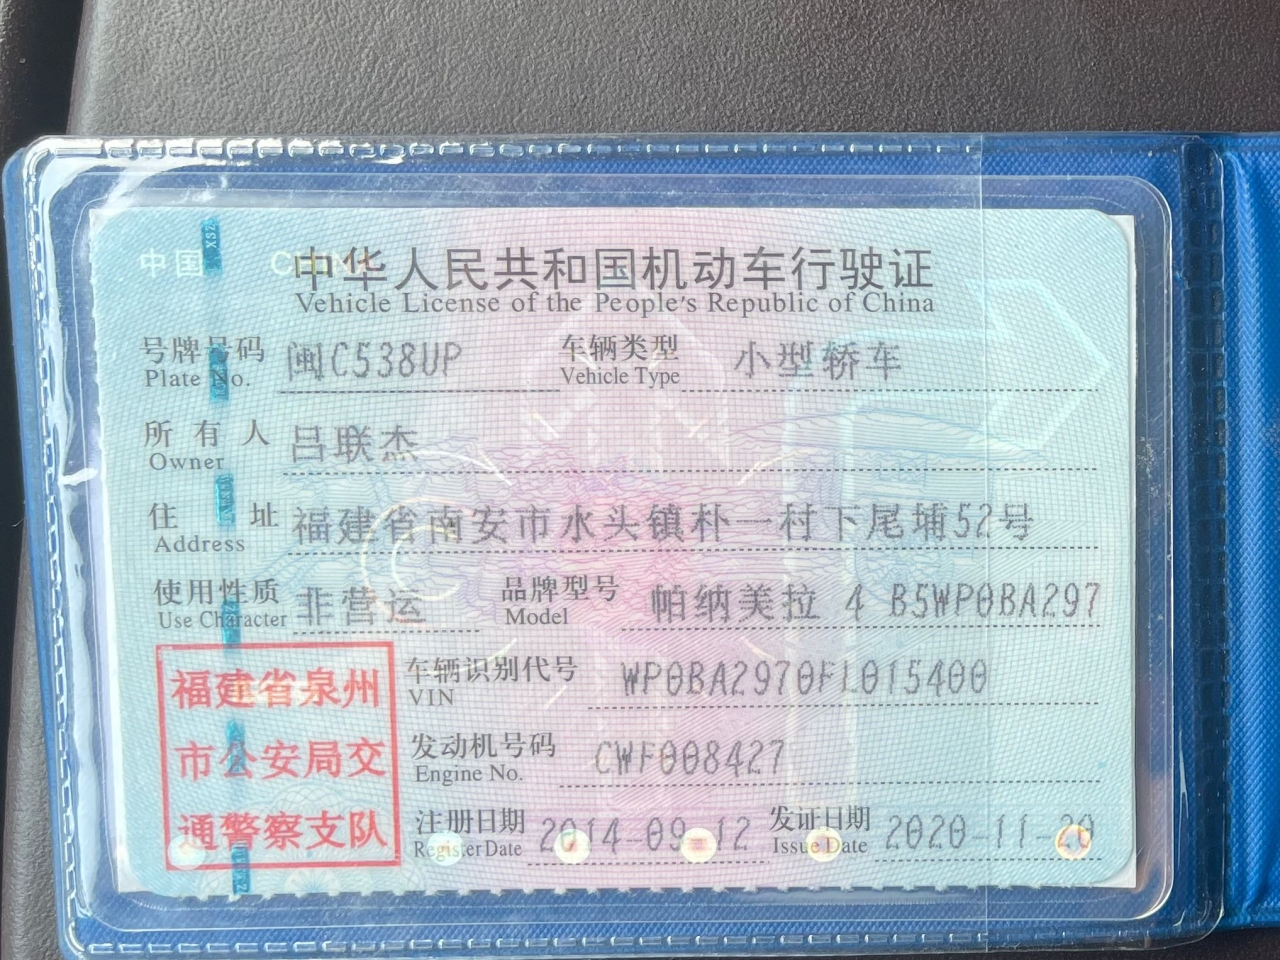 中国 CHINA
中华人民共和国机动车行驶证
Vehicle License of the People's Republic of China
号牌号码 闽C538UP 车辆类型 小型轿车
Plate No. Vehicle Type
所有人 吕联杰
Owner
住址 福建省南安市水头镇朴一村下尾埔52号
Address
使用性质 非营运 品牌型号 帕纳美拉 4 B5WP0BA297
Use Character Model
福建省泉州
市公安局交
通警察支队
车辆识别代号 WP0BA2970FL015400
VIN
发动机号码 CWF008427
Engine No.
注册日期 2014-09-12 发证日期 2020-11-20
Register Date Issue Date